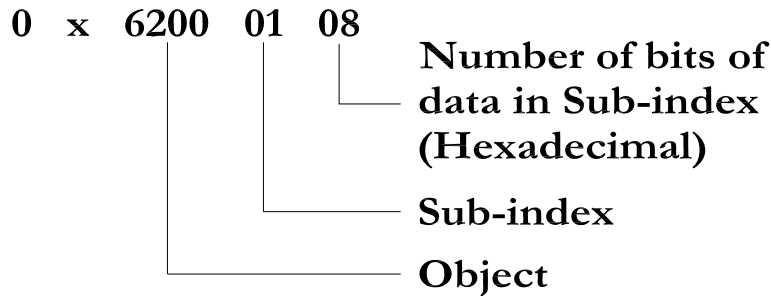 0 x 6200 01 08
Number of bits of
data in Sub-index
(Hexadecimal)
Sub-index
Object